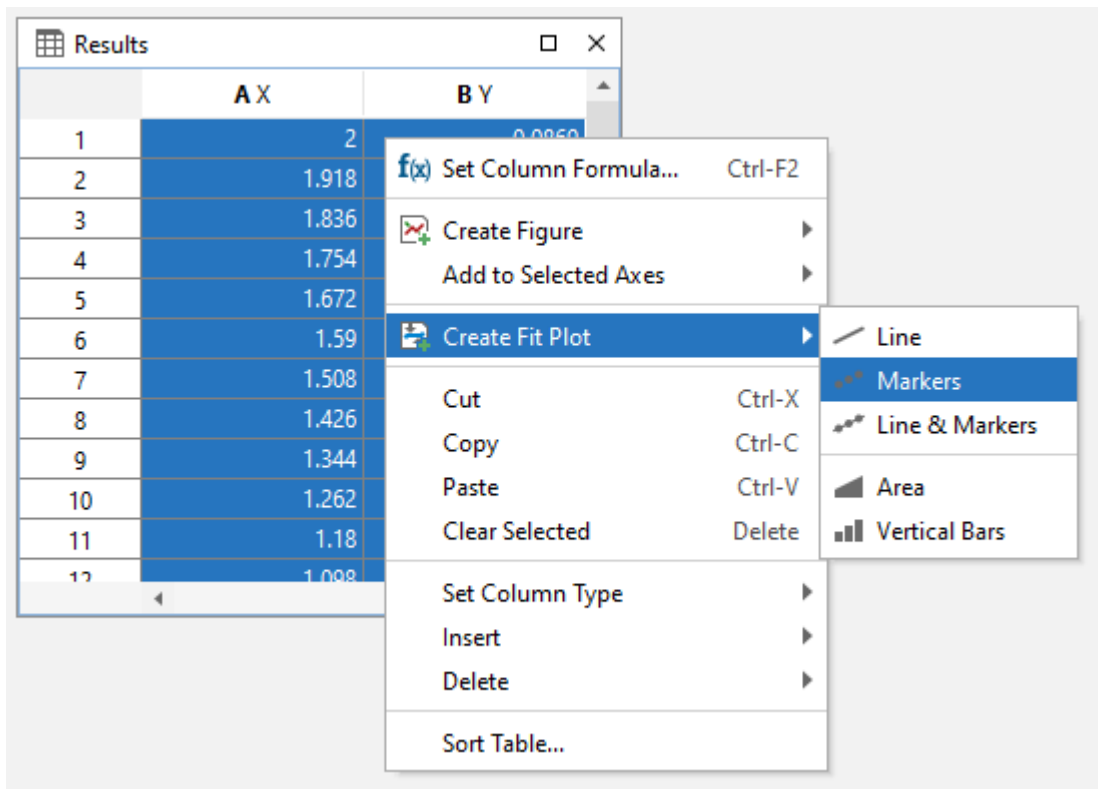 Results
A X B Y
1 2
2 1.918
3 1.836
4 1.754
5 1.672
6 1.59
7 1.508
8 1.426
9 1.344
10 1.262
11 1.18
12 1.098
f(x) Set Column Formula... Ctrl-F2
Create Figure
Add to Selected Axes
Create Fit Plot
Cut Ctrl-X
Copy Ctrl-C
Paste Ctrl-V
Clear Selected Delete
Set Column Type
Insert
Delete
Sort Table...
Line
Markers
Line & Markers
Area
Vertical Bars